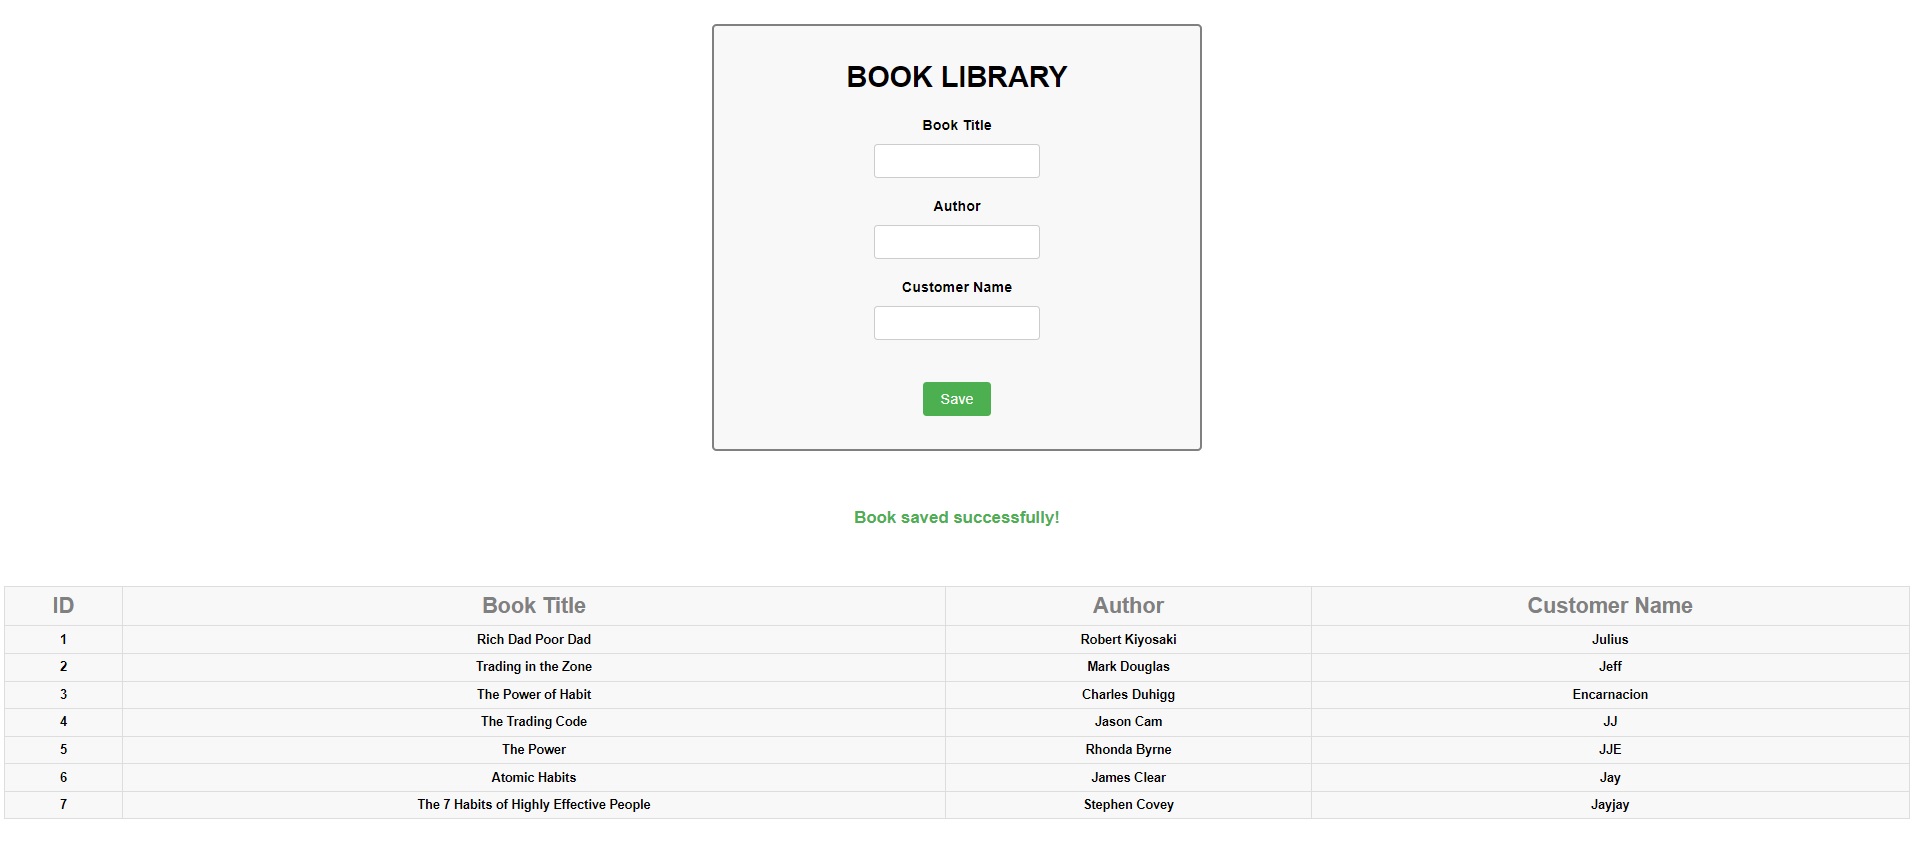 BOOK LIBRARY
Book Title
Author
Customer Name
Save
Book saved successfully!
ID Book Title Author Customer Name
1 Rich Dad Poor Dad Robert Kiyosaki Julius
2 Trading in the Zone Mark Douglas Jeff
3 The Power of Habit Charles Duhigg Encarnacion
4 The Trading Code Jason Cam JJ
5 The Power Rhonda Byrne JJE
6 Atomic Habits James Clear Jay
7 The 7 Habits of Highly Effective People Stephen Covey Jayjay